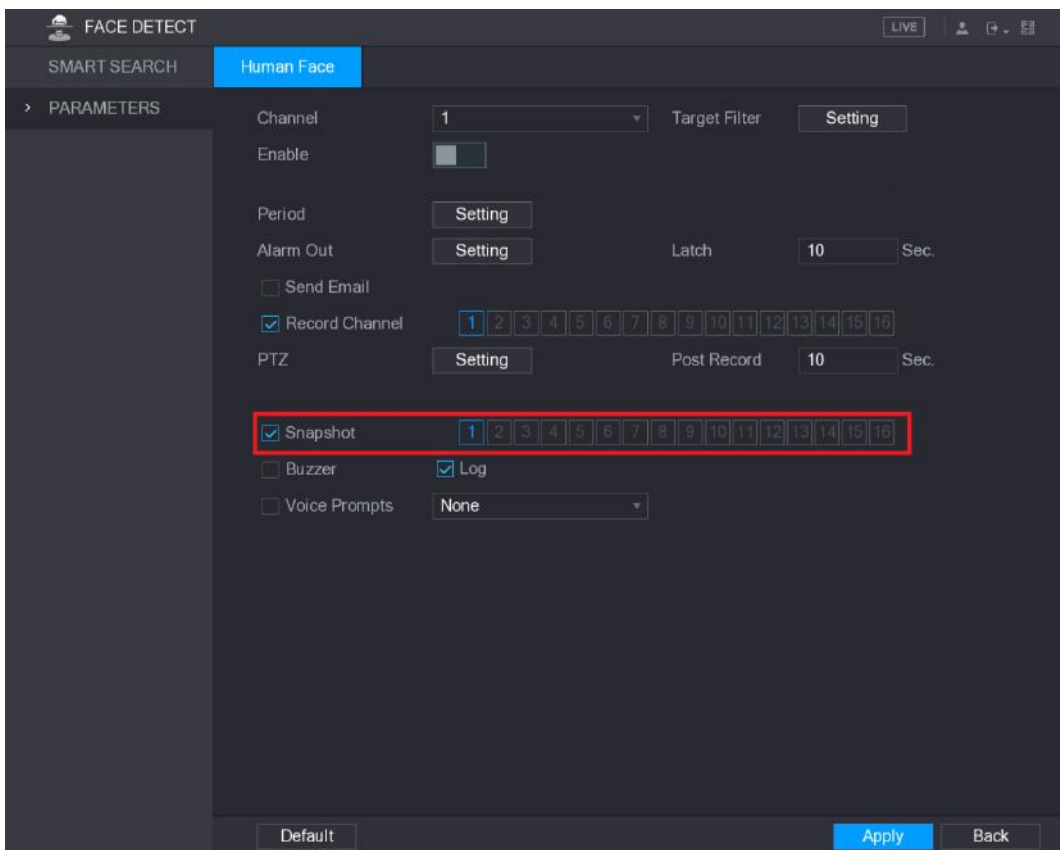 FACE DETECT LIVE
SMART SEARCH Human Face
> PARAMETERS
Channel 1 Target Filter Setting
Enable
Period Setting
Alarm Out Setting Latch 10 Sec.
Send Email
Record Channel 1 2 3 4 5 6 7 8 9 10 11 12 13 14 15 16
PTZ Setting Post Record 10 Sec.
Snapshot 1 2 3 4 5 6 7 8 9 10 11 12 13 14 15 16
Buzzer Log
Voice Prompts None
Default Apply Back